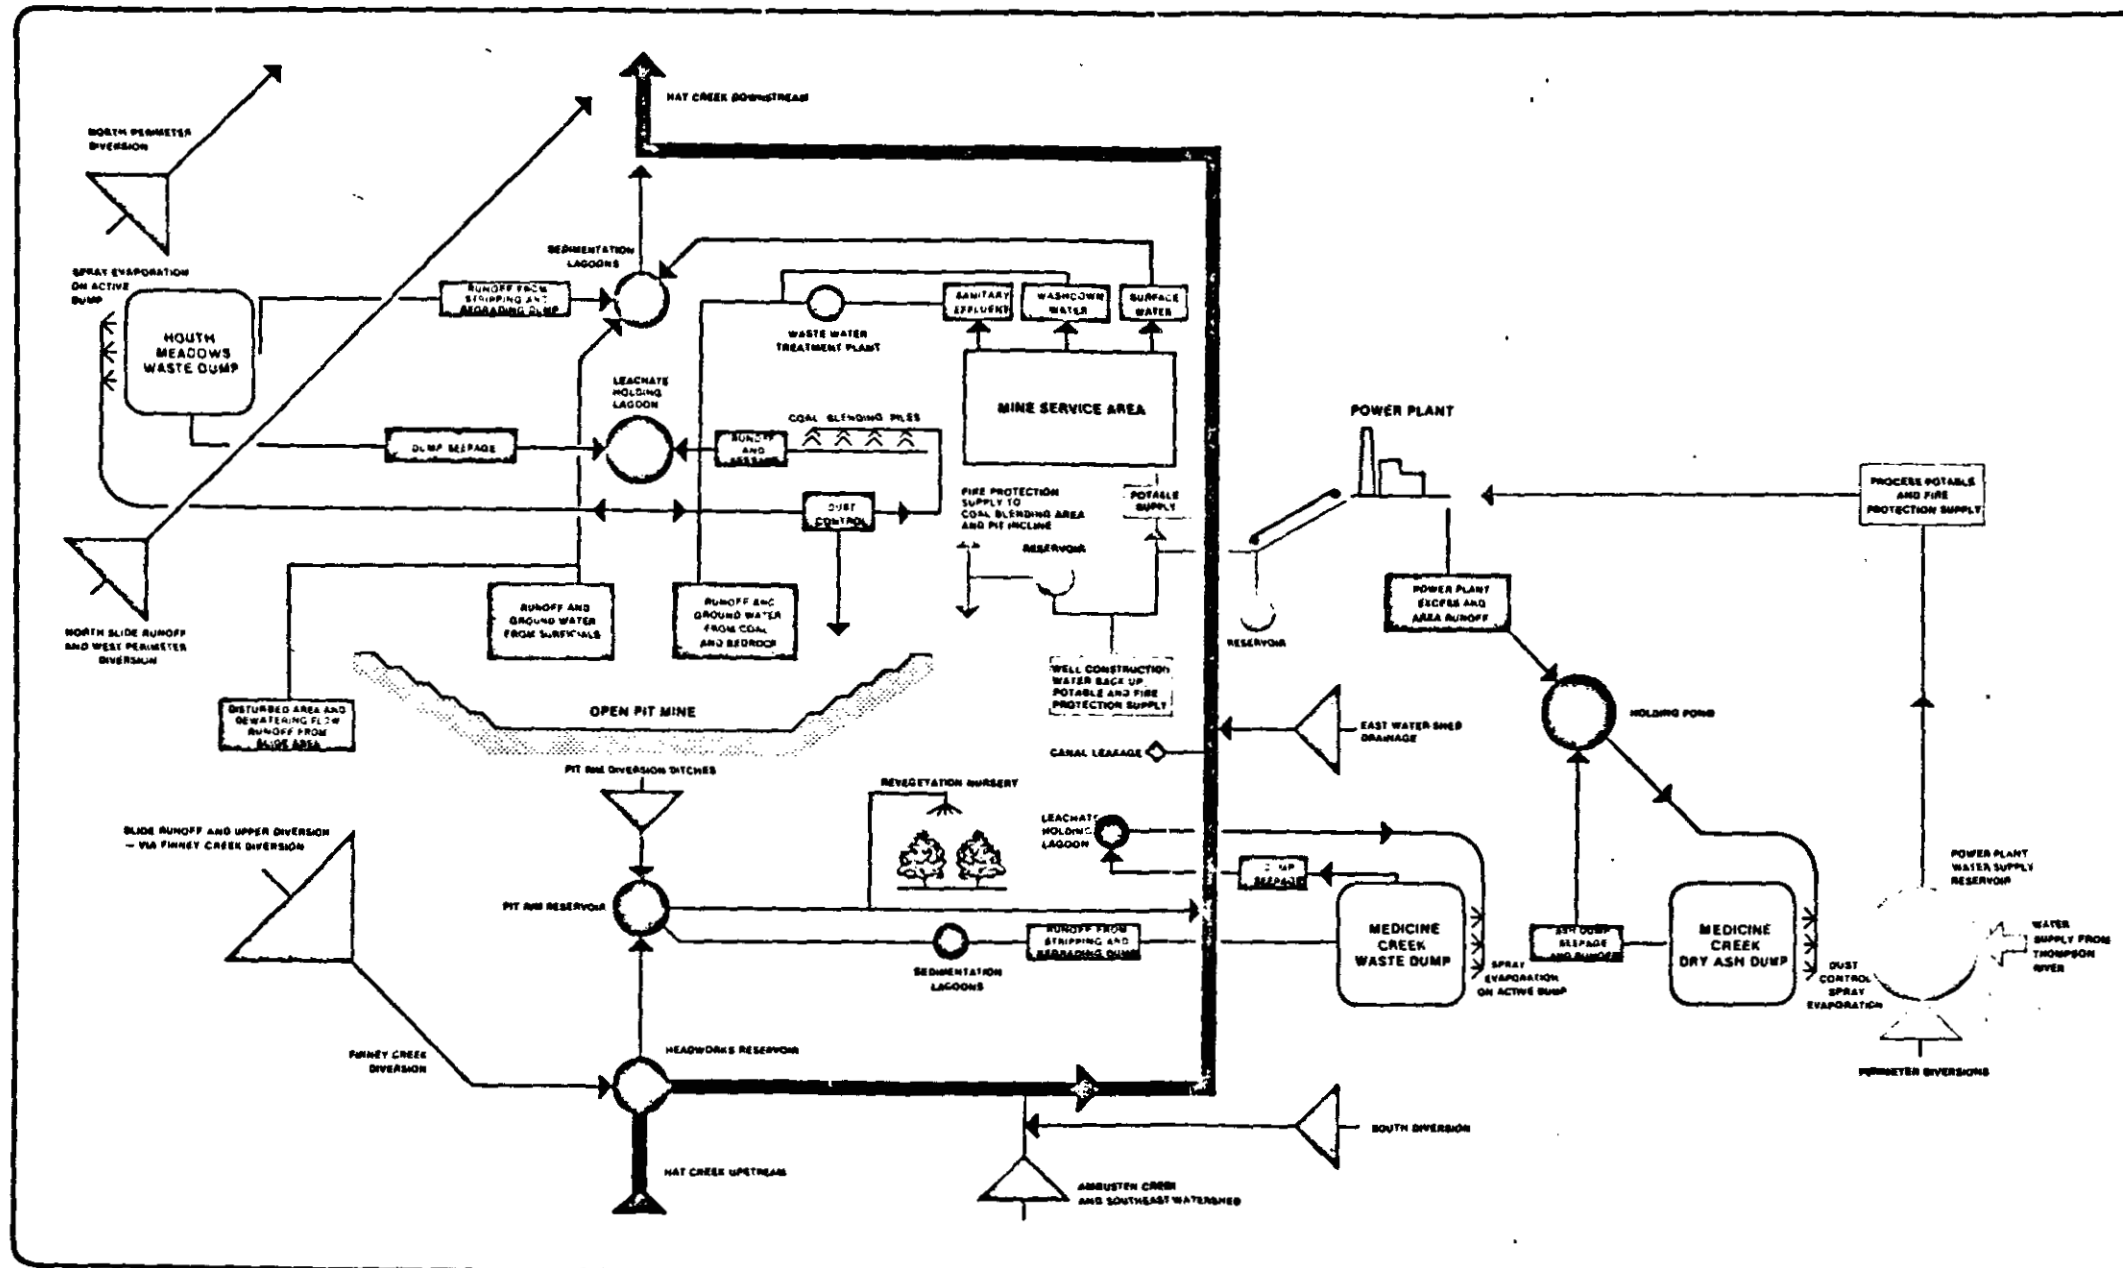 HAT CREEK DOWNSTREAM
NORTH PERIMETER
DIVERSION
SPRAY EVAPORATION
ON ACTIVE
DUMP
HOUTH
MEADOWS
WASTE DUMP
RUNOFF FROM
STRIPPING AND
REGRADING DUMP
SEDIMENTATION
LAGOONS
WASTE WATER
TREATMENT PLANT
SANITARY
EFFLUENT
WASHDOWN
WATER
SURFACE
WATER
MINE SERVICE AREA
LEACHATE
HOLDING
LAGOON
DUMP SEEPAGE
RUNOFF
AND
SEEPAGE
COAL BLENDING PILES
DUST
CONTROL
FIRE PROTECTION
SUPPLY TO
COAL BLENDING AREA
AND PIT INCLINE
RESERVOIR
POTABLE
SUPPLY
POWER PLANT
PROCESS POTABLE
AND FIRE
PROTECTION SUPPLY
RESERVOIR
POWER PLANT
EXCESS AND
AREA RUNOFF
NORTH SLIDE RUNOFF
AND WEST PERIMETER
DIVERSION
RUNOFF AND
GROUND WATER
FROM SURFICIALS
RUNOFF AND
GROUND WATER
FROM COAL
AND BEDROCK
WELL CONSTRUCTION
WATER BACK UP
POTABLE AND FIRE
PROTECTION SUPPLY
DISTURBED AREA AND
DEWATERING FLOW
RUNOFF FROM
SLIDE AREA
OPEN PIT MINE
HOLDING POND
EAST WATER SHED
DRAINAGE
CANAL LEAKAGE
PIT RIM DIVERSION DITCHES
REVEGETATION NURSERY
LEACHATE
HOLDING
LAGOON
DUMP
SEEPAGE
SLIDE RUNOFF AND UPPER DIVERSION
— VIA FINNEY CREEK DIVERSION
PIT RIM RESERVOIR
SEDIMENTATION
LAGOONS
RUNOFF FROM
STRIPPING AND
REGRADING DUMP
MEDICINE
CREEK
WASTE DUMP
SPRAY
EVAPORATION
ON ACTIVE DUMP
ASH DUMP
SEEPAGE
AND RUNOFF
MEDICINE
CREEK
DRY ASH DUMP
DUST
CONTROL
SPRAY
EVAPORATION
POWER PLANT
WATER SUPPLY
RESERVOIR
WATER
SUPPLY FROM
THOMPSON
RIVER
PERIMETER DIVERSIONS
FINNEY CREEK
DIVERSION
HEADWORKS RESERVOIR
SOUTH DIVERSION
HAT CREEK UPSTREAM
AMBUSTEN CREEK
AND SOUTHEAST WATERSHED